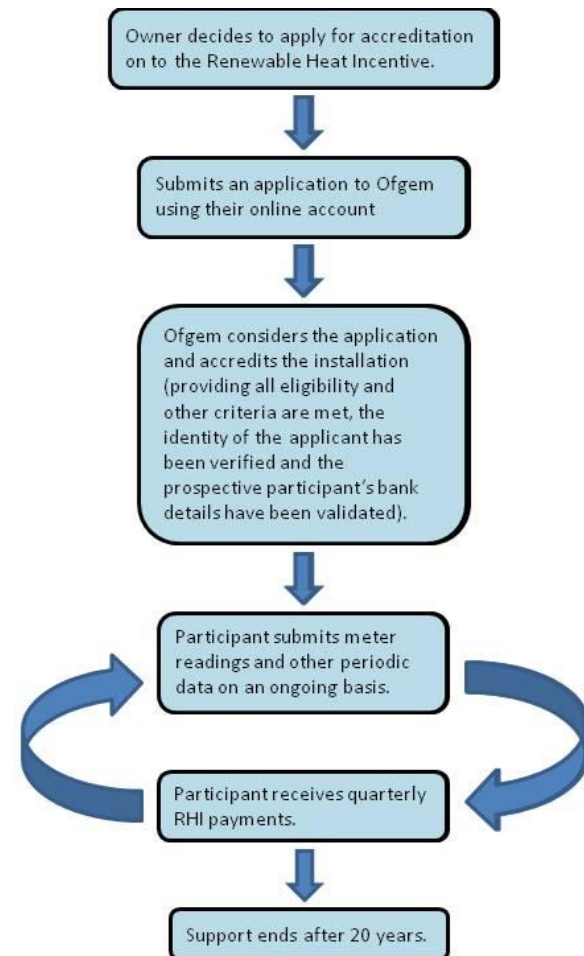 Owner decides to apply for accreditation
on to the Renewable Heat Incentive.
Submits an application to Ofgem
using their online account
Ofgem considers the application
and accredits the installation
(providing all eligibility and
other criteria are met, the
identity of the applicant has
been verified and the
prospective participant's bank
details have been validated).
Participant submits meter
readings and other periodic
data on an ongoing basis.
Participant receives quarterly
RHI payments.
Support ends after 20 years.